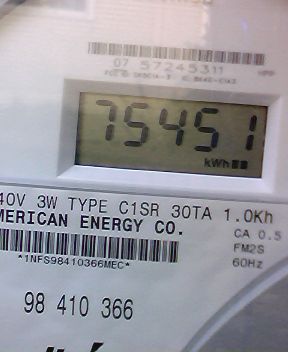 07 57245311
75451
kWh
40V 3W TYPE C1SR 30TA 1.0Kh
MERICAN ENERGY CO.
CA 0.5
FM2S
*1NFS98410366MEC*
60Hz
98 410 366